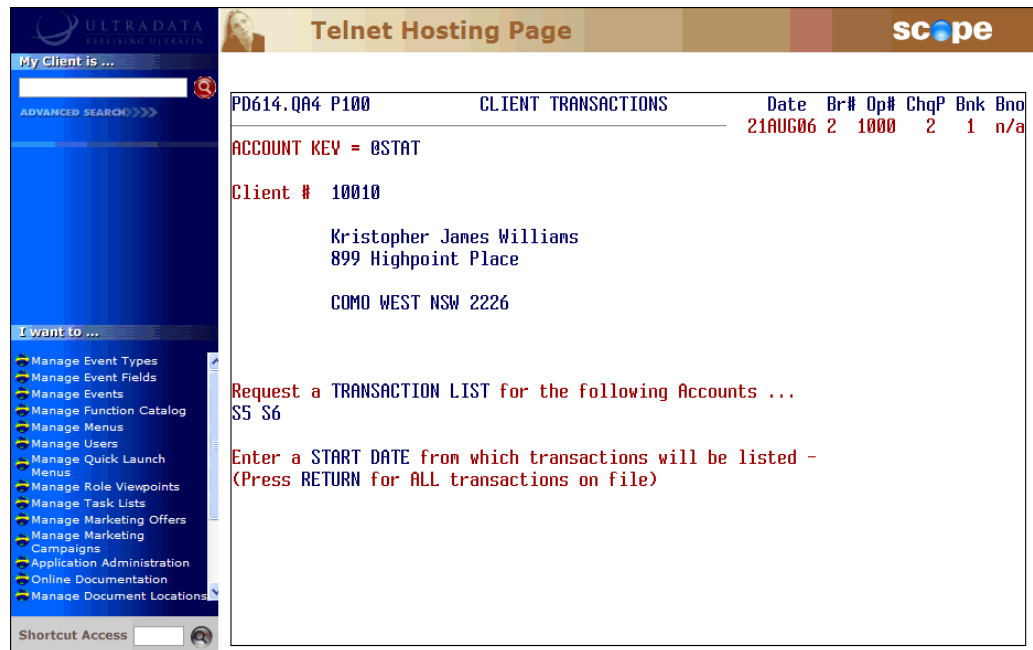 ULTRADATA
REALISING ULTRAFIN
Telnet Hosting Page
scope
My Client is ...
ADVANCED SEARCH
PD614.QA4 P100 CLIENT TRANSACTIONS Date Br# Op# ChqP Bnk Bno
21AUG06 2 1000 2 1 n/a
ACCOUNT KEY = @STAT
Client # 10010
Kristopher James Williams
899 Highpoint Place
COMO WEST NSW 2226
Request a TRANSACTION LIST for the following Accounts ...
S5 S6
Enter a START DATE from which transactions will be listed -
(Press RETURN for ALL transactions on file)
I want to ...
Manage Event Types
Manage Event Fields
Manage Events
Manage Function Catalog
Manage Menus
Manage Users
Manage Quick Launch
Menus
Manage Role Viewpoints
Manage Task Lists
Manage Marketing Offers
Manage Marketing
Campaigns
Application Administration
Online Documentation
Manage Document Locations
Shortcut Access